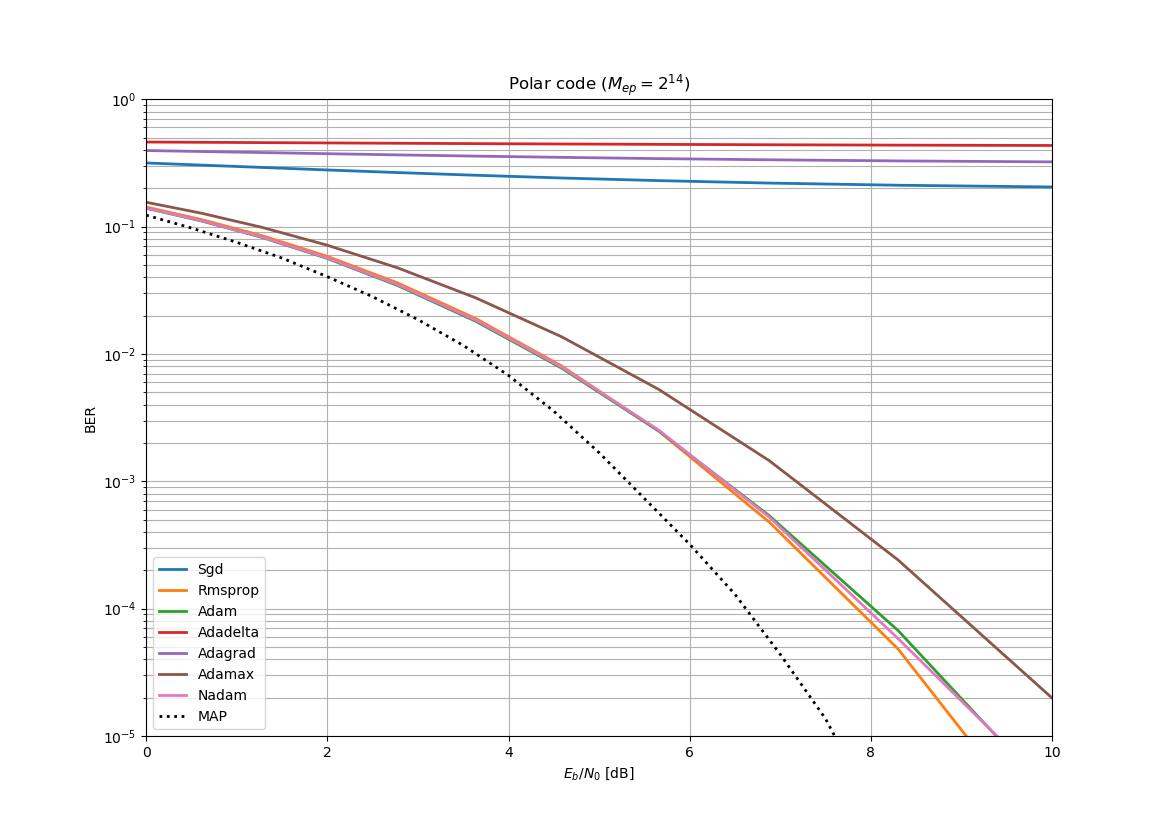 Polar code (M_ep = 2^14)
10^0
10^-1
10^-2
10^-3
10^-4
10^-5
BER
Sgd
Rmsprop
Adam
Adadelta
Adagrad
Adamax
Nadam
MAP
0 2 4 6 8 10
E_b/N_0 [dB]